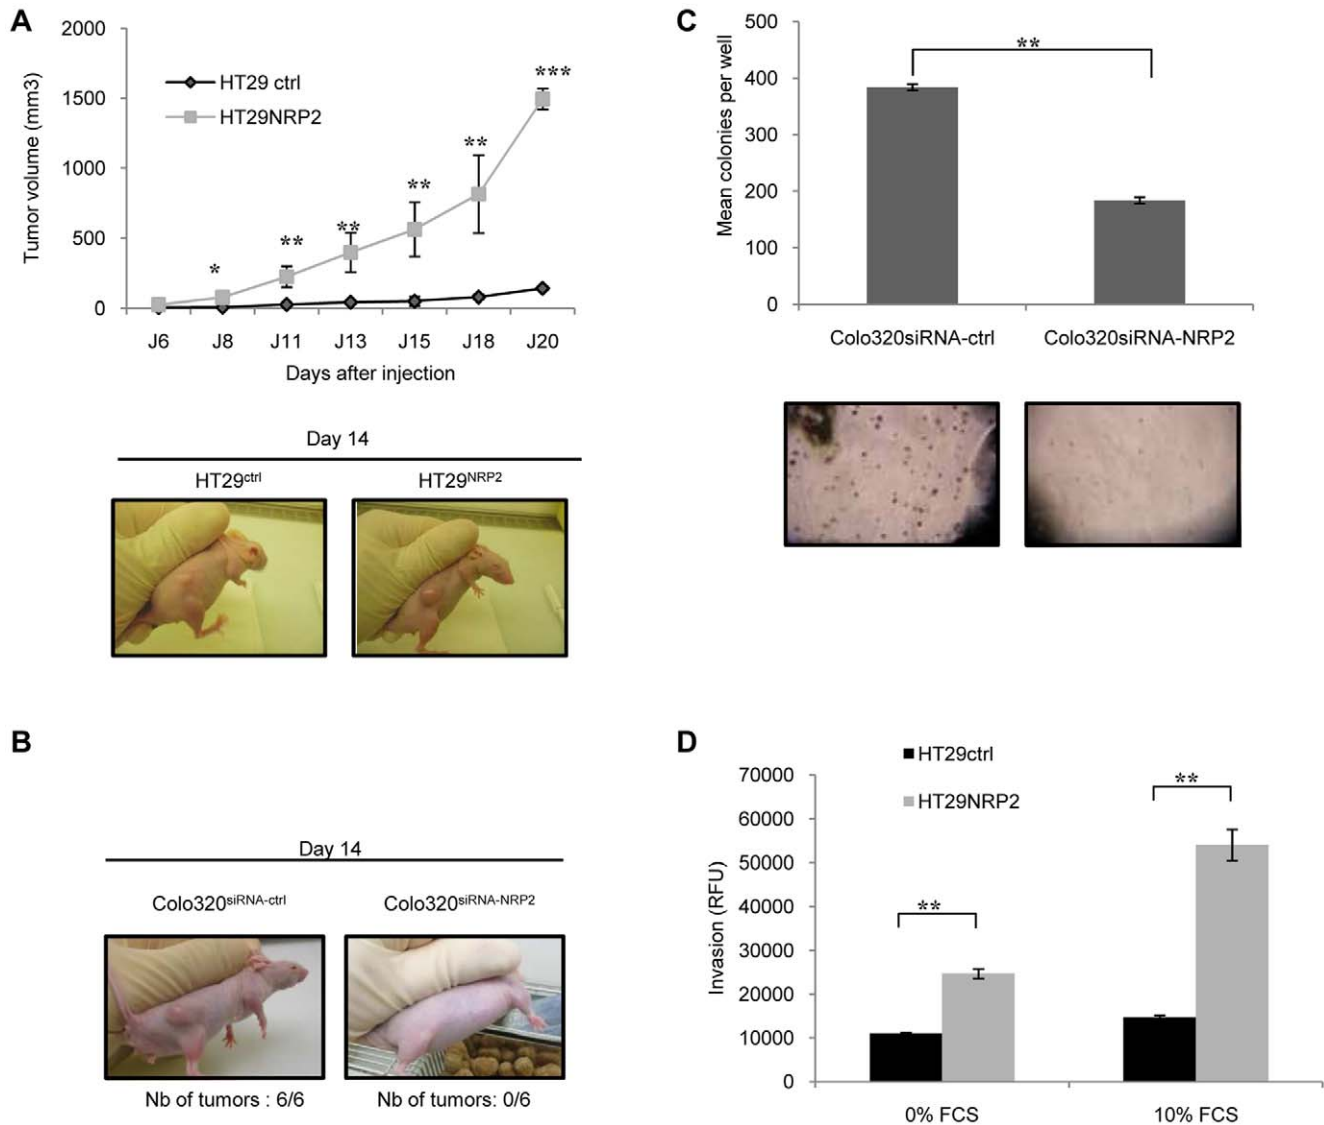 A
Tumor volume (mm3)
2000
1500
1000
500
0
HT29 ctrl
HT29NRP2
*
**
**
**
**
***
J6 J8 J11 J13 J15 J18 J20
Days after injection
Day 14
HT29ctrl HT29NRP2
B
Day 14
Colo320siRNA-ctrl Colo320siRNA-NRP2
Nb of tumors : 6/6 Nb of tumors: 0/6
C
Mean colonies per well
500
400
300
200
100
0
**
Colo320siRNA-ctrl Colo320siRNA-NRP2
D
HT29ctrl
HT29NRP2
Invasion (RFU)
70000
60000
50000
40000
30000
20000
10000
0
**
**
0% FCS 10% FCS